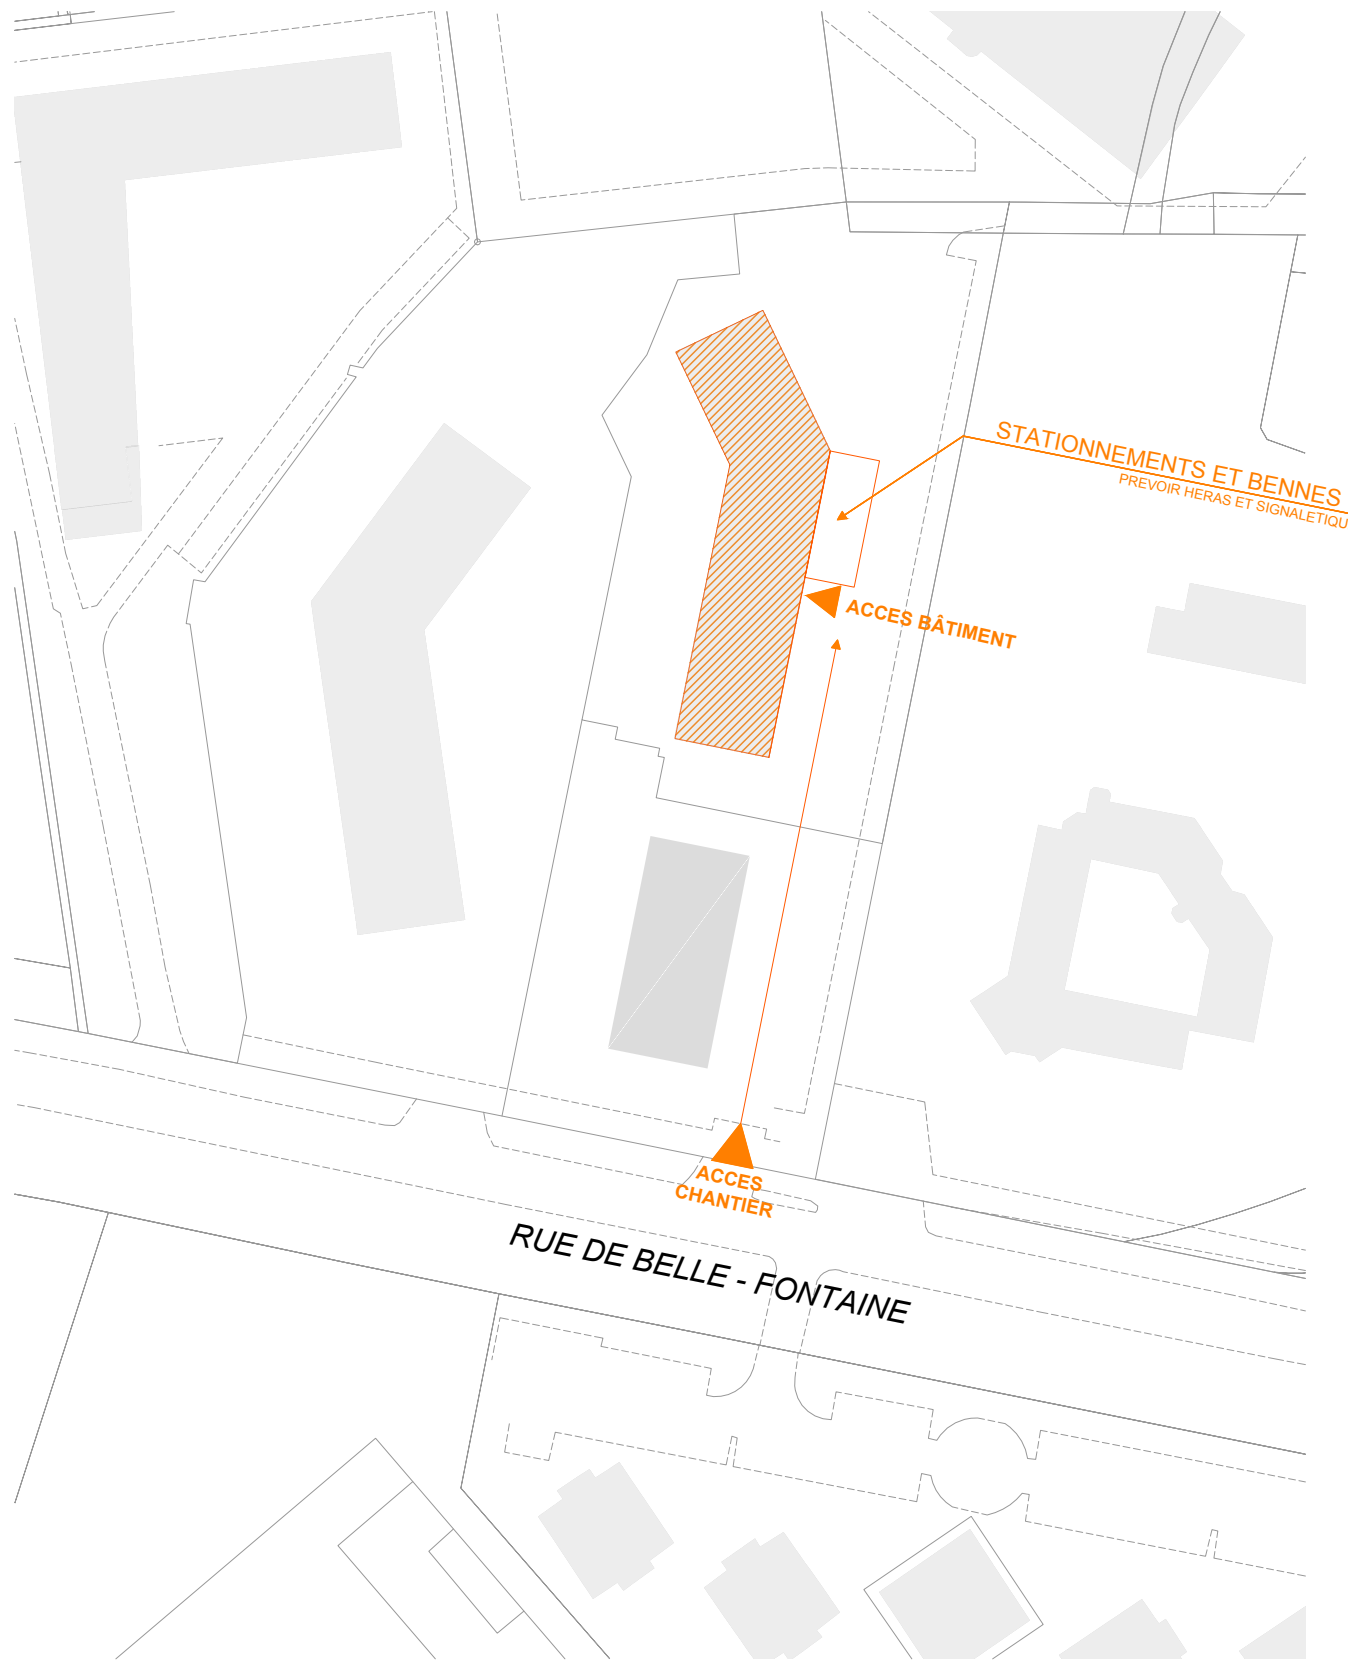 STATIONNEMENTS ET BENNES
PREVOIR HERAS ET SIGNALETIQU
ACCES BÂTIMENT
ACCES
CHANTIER
RUE DE BELLE - FONTAINE